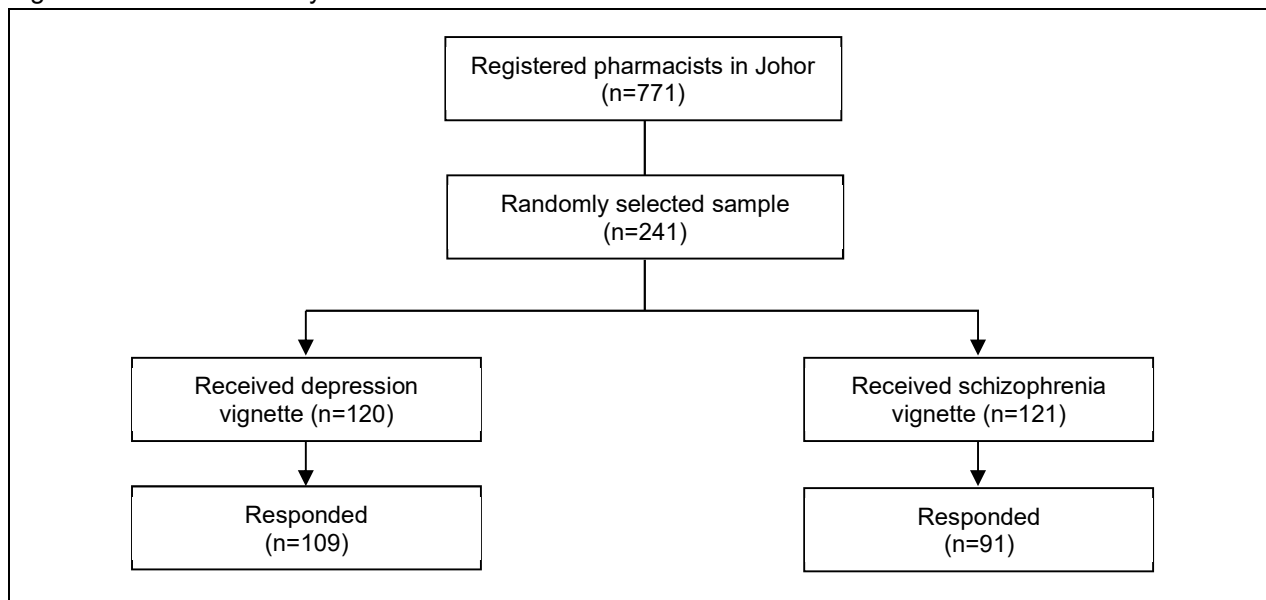 Registered pharmacists in Johor
(n=771)
Randomly selected sample
(n=241)
Received depression
vignette (n=120)
Received schizophrenia
vignette (n=121)
Responded
(n=109)
Responded
(n=91)